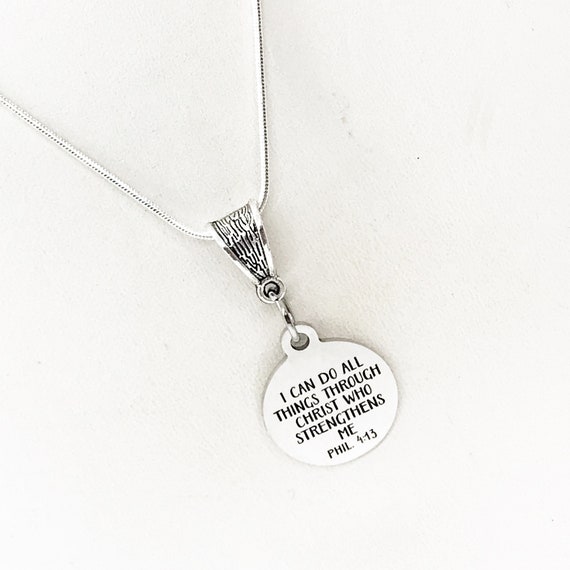 I CAN DO ALL
THINGS THROUGH
CHRIST WHO
STRENGTHENS
ME
PHIL. 4:13